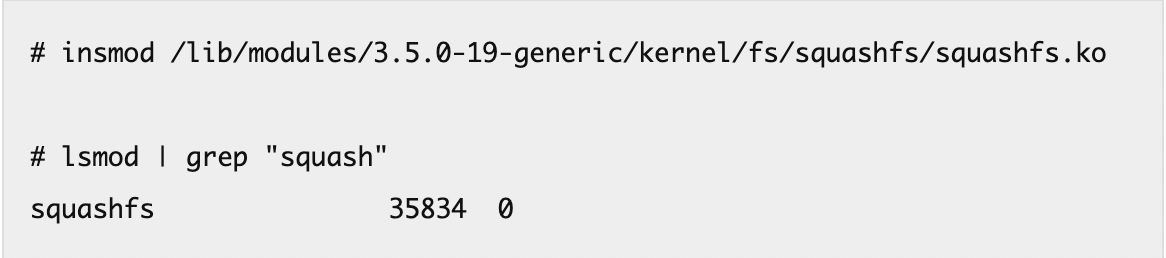 # insmod /lib/modules/3.5.0-19-generic/kernel/fs/squashfs/squashfs.ko
# lsmod | grep "squash"
squashfs               35834  0